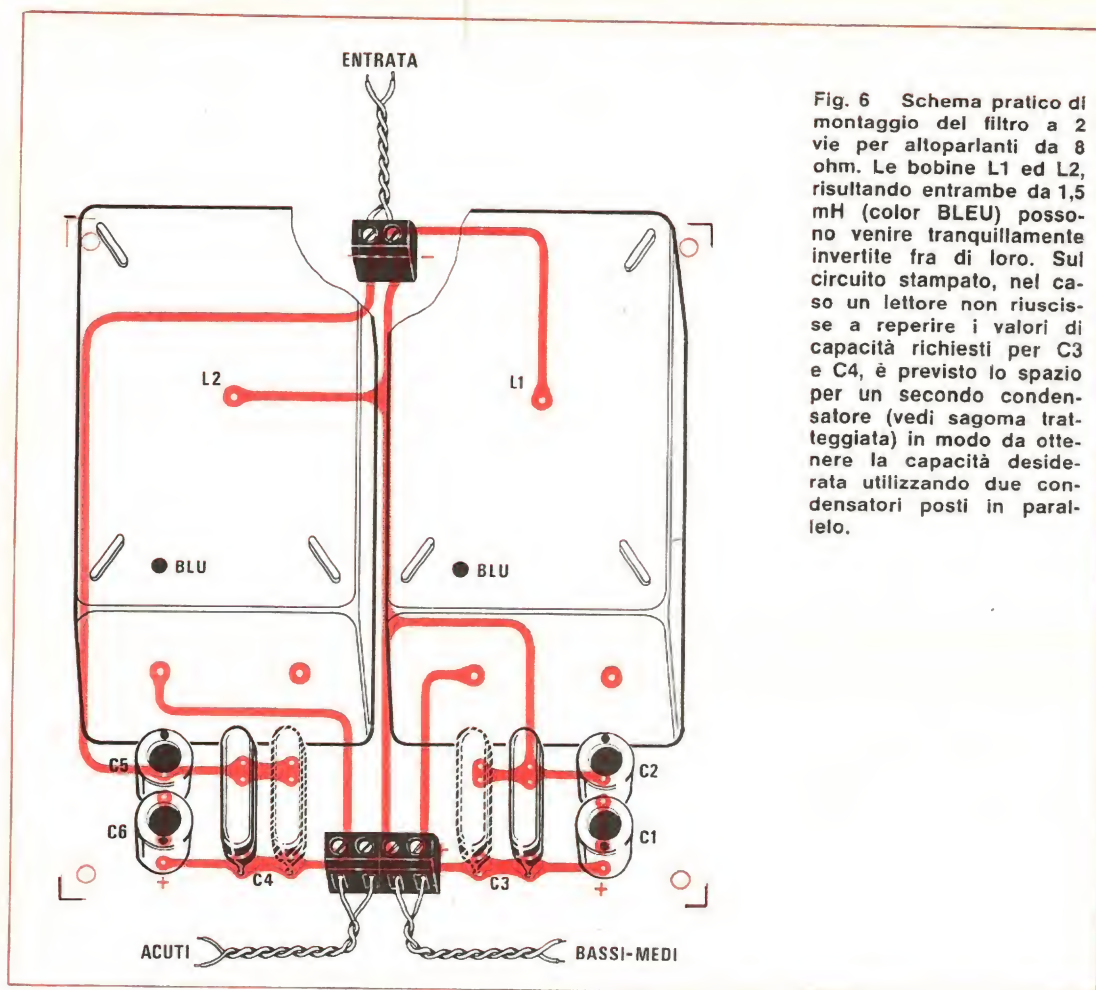 ENTRATA
Fig. 6 Schema pratico di
montaggio del filtro a 2
vie per altoparlanti da 8
ohm. Le bobine L1 ed L2,
risultando entrambe da 1,5
mH (color BLEU) posso-
no venire tranquillamente
invertite fra di loro. Sul
circuito stampato, nel ca-
so un lettore non riuscis-
se a reperire i valori di
capacità richiesti per C3
e C4, è previsto lo spazio
per un secondo conden-
satore (vedi sagoma trat-
teggiata) in modo da otte-
nere la capacità deside-
rata utilizzando due con-
densatori posti in paral-
lelo.
-
L2
L1
BLU
BLU
C5
C2
C6
C1
+
C4
C3
+
+
ACUTI
BASSI-MEDI